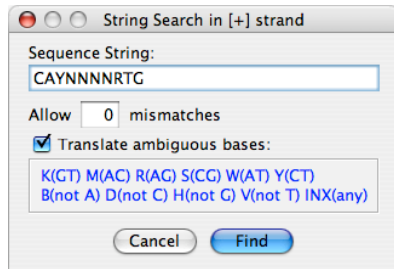 String Search in [+] strand
Sequence String:
CAYNNNNRTG
Allow 0 mismatches
Translate ambiguous bases:
K(GT) M(AC) R(AG) S(CG) W(AT) Y(CT)
B(not A) D(not C) H(not G) V(not T) INX(any)
Cancel Find